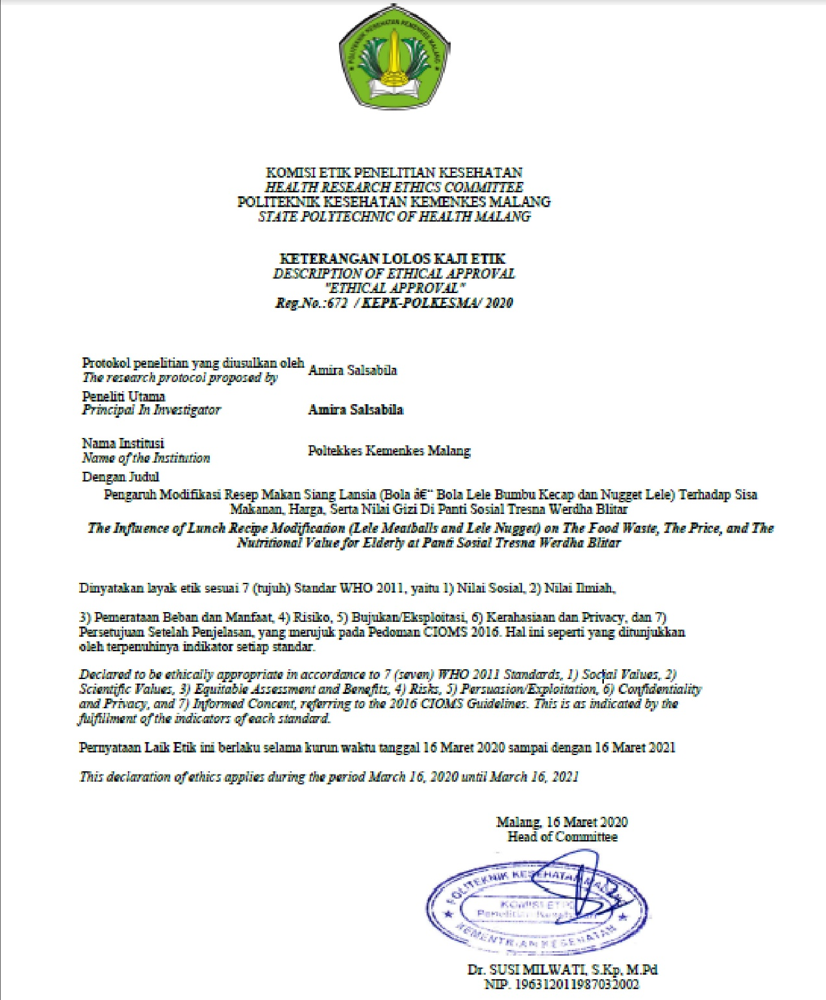 POLITEKNIK KESEHATAN KEMENKES MALANG
KOMISI ETIK PENELITIAN KESEHATAN
HEALTH RESEARCH ETHICS COMMITTEE
POLITEKNIK KESEHATAN KEMENKES MALANG
STATE POLYTECHNIC OF HEALTH MALANG
KETERANGAN LOLOS KAJI ETIK
DESCRIPTION OF ETHICAL APPROVAL
"ETHICAL APPROVAL"
Reg.No.:672 / KEPK-POLKESMA/ 2020
Protokol penelitian yang diusulkan oleh
The research protocol proposed by
Amira Salsabila
Peneliti Utama
Principal In Investigator
Amira Salsabila
Nama Institusi
Name of the Institution
Poltekkes Kemenkes Malang
Dengan Judul
Pengaruh Modifikasi Resep Makan Siang Lansia (Bola â€“ Bola Lele Bumbu Kecap dan Nugget Lele) Terhadap Sisa
Makanan, Harga, Serta Nilai Gizi Di Panti Sosial Tresna Werdha Blitar
The Influence of Lunch Recipe Modification (Lele Meatballs and Lele Nugget) on The Food Waste, The Price, and The
Nutritional Value for Elderly at Panti Sosial Tresna Werdha Blitar
Dinyatakan layak etik sesuai 7 (tujuh) Standar WHO 2011, yaitu 1) Nilai Sosial, 2) Nilai Ilmiah,
3) Pemerataan Beban dan Manfaat, 4) Risiko, 5) Bujukan/Eksploitasi, 6) Kerahasiaan dan Privacy, dan 7)
Persetujuan Setelah Penjelasan, yang merujuk pada Pedoman CIOMS 2016. Hal ini seperti yang ditunjukkan
oleh terpenuhinya indikator setiap standar.
Declared to be ethically appropriate in accordance to 7 (seven) WHO 2011 Standards, 1) Social Values, 2)
Scientific Values, 3) Equitable Assessment and Benefits, 4) Risks, 5) Persuasion/Exploitation, 6) Confidentiality
and Privacy, and 7) Informed Concent, referring to the 2016 CIOMS Guidelines. This is as indicated by the
fulfillment of the indicators of each standard.
Pernyataan Laik Etik ini berlaku selama kurun waktu tanggal 16 Maret 2020 sampai dengan 16 Maret 2021
This declaration of ethics applies during the period March 16, 2020 until March 16, 2021
Malang, 16 Maret 2020
Head of Committee
POLITEKNIK KESEHATAN MALANG
KOMISI ETIK
Penelitian Kesehatan
KEMENTRIAN KESEHATAN
Dr. SUSI MILWATI, S.Kp, M.Pd
NIP. 196312011987032002